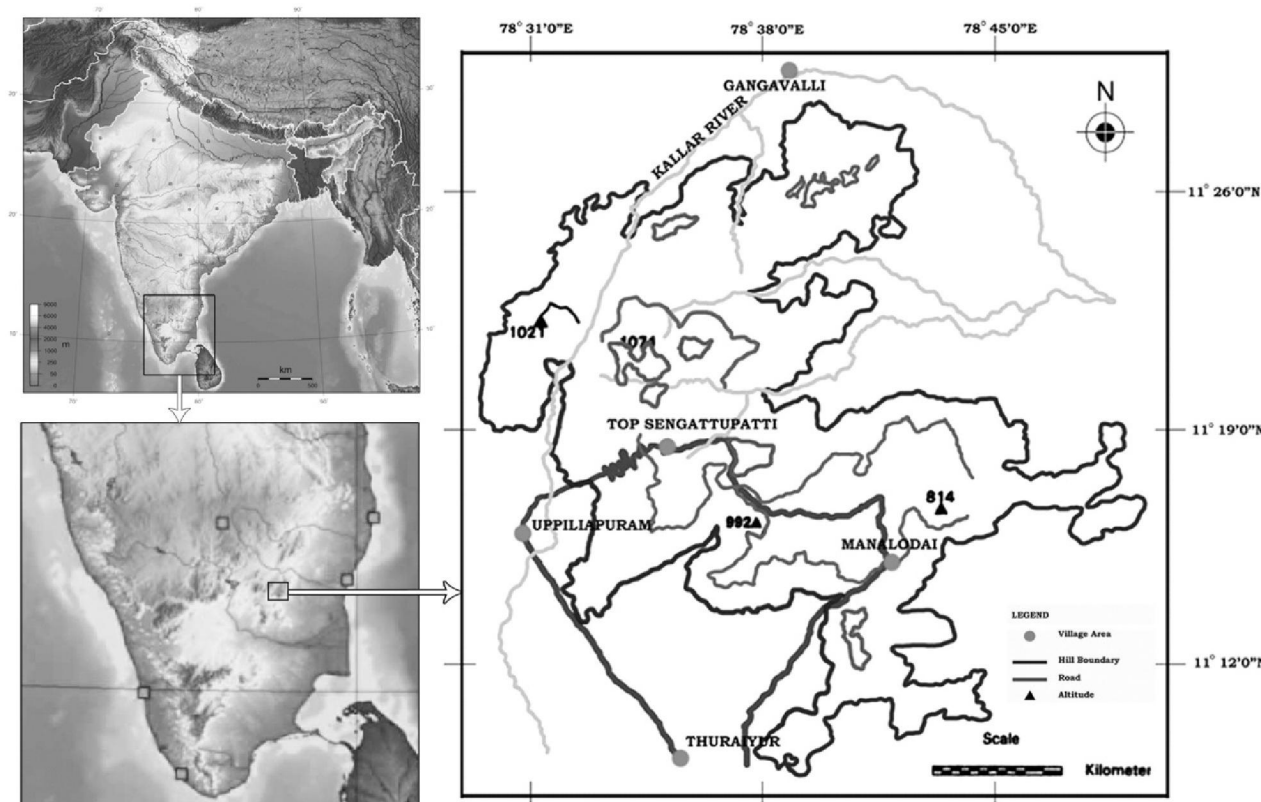 78° 31' 0"E
78° 38' 0"E
78° 45' 0"E
GANGAVALLI
KALLAR RIVER
N
11° 26' 0"N
1021
1071
TOP SENGATTUPATTI
11° 19' 0"N
814
992
UPPILIAPURAM
MANALODAI
LEGEND
Village Area
Hill Boundary
Road
Altitude
11° 12' 0"N
THURAIYUR
Scale
Kilometer
m
km